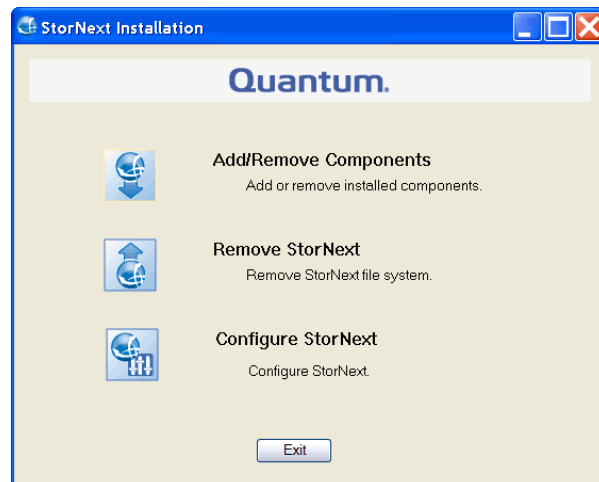 StorNext Installation
Quantum.
Add/Remove Components
Add or remove installed components.
Remove StorNext
Remove StorNext file system.
Configure StorNext
Configure StorNext.
Exit